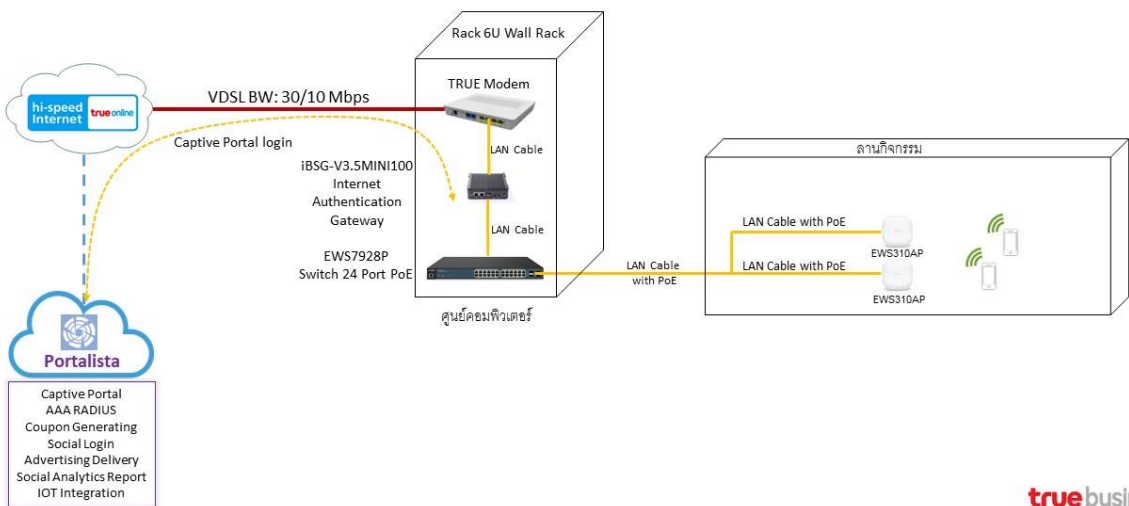 Rack 6U Wall Rack
TRUE Modem
hi-speed
Internet
true online
VDSL BW: 30/10 Mbps
Captive Portal login
LAN Cable
iBSG-V3.5MINI100
Internet
Authentication
Gateway
LAN Cable
EWS7928P
Switch 24 Port PoE
ศูนย์คอมพิวเตอร์
LAN Cable
with PoE
ลานกิจกรรม
LAN Cable with PoE
EWS310AP
LAN Cable with PoE
EWS310AP
Portalista
Captive Portal
AAA RADIUS
Coupon Generating
Social Login
Advertising Delivery
Social Analytics Report
IOT Integration
true busin